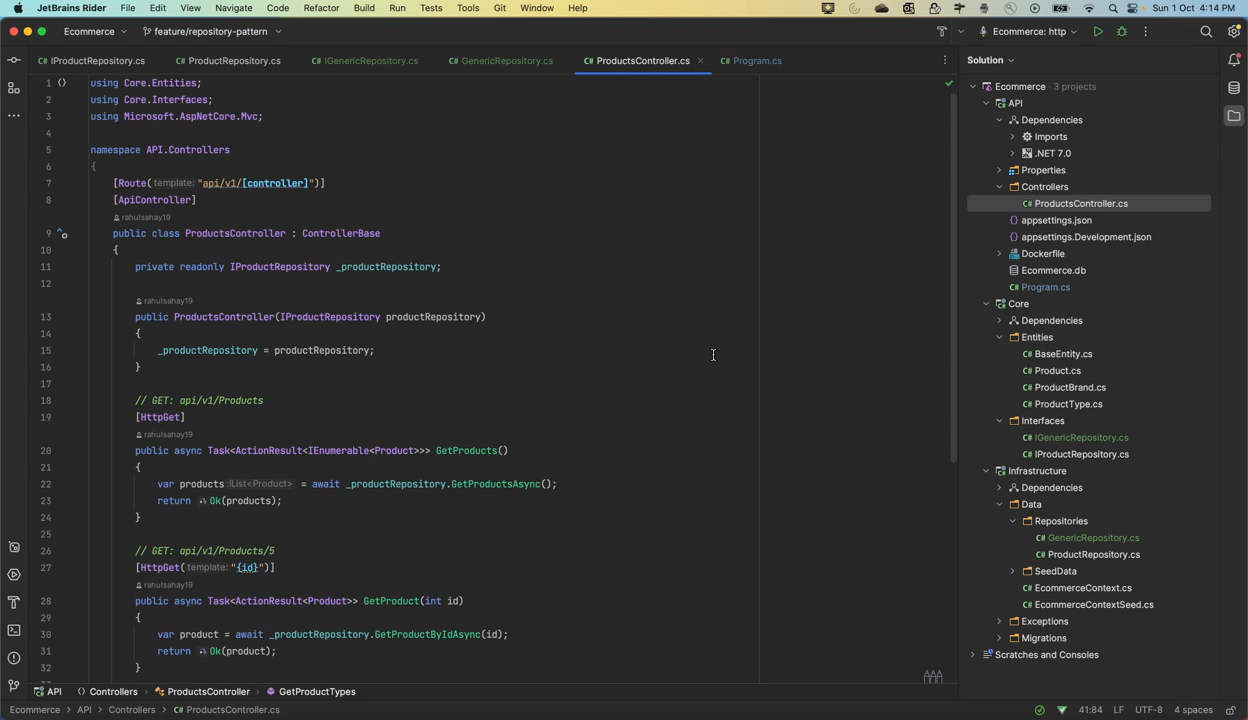 JetBrains Rider File Edit View Navigate Code Refactor Build Run Tests Tools Git Window Help Sun 1 Oct 4:14 PM
Ecommerce feature/repository-pattern Ecommerce: http
IProductRepository.cs ProductRepository.cs IGenericRepository.cs GenericRepository.cs ProductsController.cs Program.cs
1 using Core.Entities;
2 using Core.Interfaces;
3 using Microsoft.AspNetCore.Mvc;
4
5 namespace API.Controllers
6 {
7 [Route( template: "api/v1/[controller]")]
8 [ApiController]
rahulsahay19
9 public class ProductsController : ControllerBase
10 {
11 private readonly IProductRepository _productRepository;
12
rahulsahay19
13 public ProductsController(IProductRepository productRepository)
14 {
15 _productRepository = productRepository;
16 }
17
18 // GET: api/v1/Products
19 [HttpGet]
rahulsahay19
20 public async Task<ActionResult<IEnumerable<Product>>> GetProducts()
21 {
22 var products :IList<Product> = await _productRepository.GetProductsAsync();
23 return Ok(products);
24 }
25
26 // GET: api/v1/Products/5
27 [HttpGet( template: "{id}")]
rahulsahay19
28 public async Task<ActionResult<Product>> GetProduct(int id)
29 {
30 var product = await _productRepository.GetProductByIdAsync(id);
31 return Ok(product);
32 }
Solution
Ecommerce 3 projects
API
Dependencies
Imports
.NET 7.0
Properties
Controllers
C# ProductsController.cs
appsettings.json
appsettings.Development.json
Dockerfile
Ecommerce.db
C# Program.cs
Core
Dependencies
Entities
C# BaseEntity.cs
C# Product.cs
C# ProductBrand.cs
C# ProductType.cs
Interfaces
C# IGenericRepository.cs
C# IProductRepository.cs
Infrastructure
Dependencies
Data
Repositories
C# GenericRepository.cs
C# ProductRepository.cs
SeedData
C# EcommerceContext.cs
C# EcommerceContextSeed.cs
Exceptions
Migrations
Scratches and Consoles
API Controllers ProductsController GetProductTypes
Ecommerce > API > Controllers > C# ProductsController.cs 41:84 LF UTF-8 4 spaces